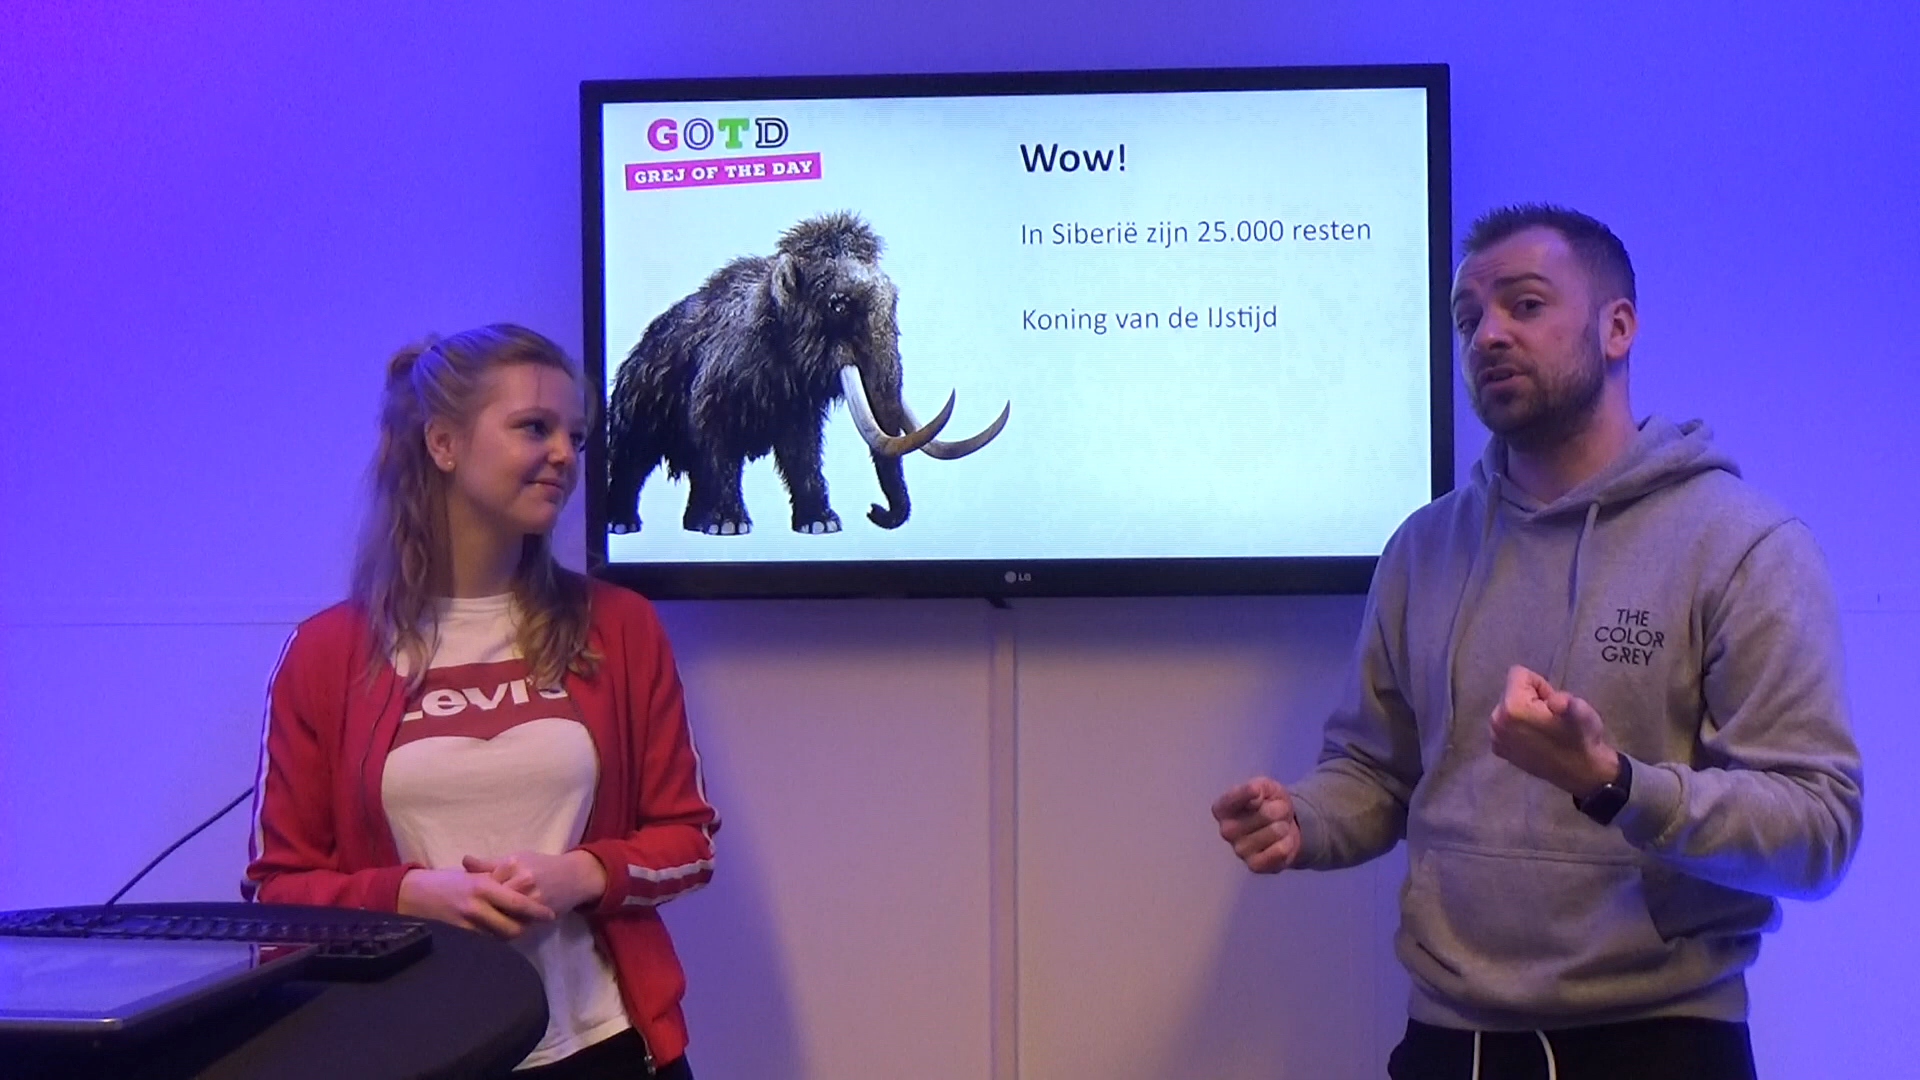 GOTD
GREJ OF THE DAY
Wow!
In Siberië zijn 25.000 resten
Koning van de IJstijd
LG
Levi's
THE
COLOR
GREY